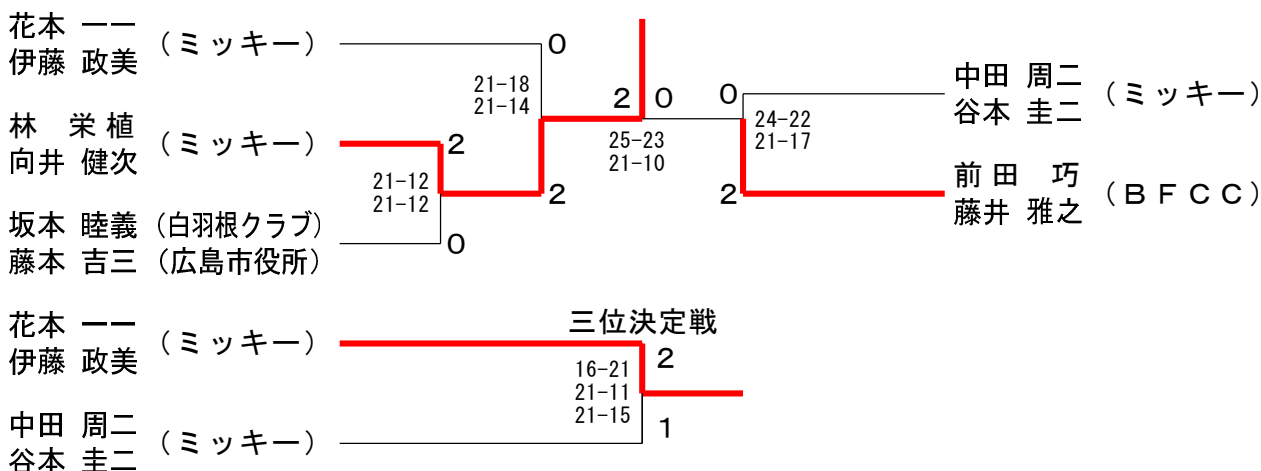 花本 一一 (ミッキー)
伊藤 政美
0
21-18
21-14
林 栄植 (ミッキー)
向井 健次
2
21-12
21-12
2
坂本 睦義 (白羽根クラブ)
藤本 吉三 (広島市役所)
0
2 0
25-23
21-10
0
24-22
21-17
2
中田 周二 (ミッキー)
谷本 圭二
前田 巧 (BFCC)
藤井 雅之
三位決定戦
花本 一一 (ミッキー)
伊藤 政美
2
16-21
21-11
21-15
1
中田 周二 (ミッキー)
谷本 圭二